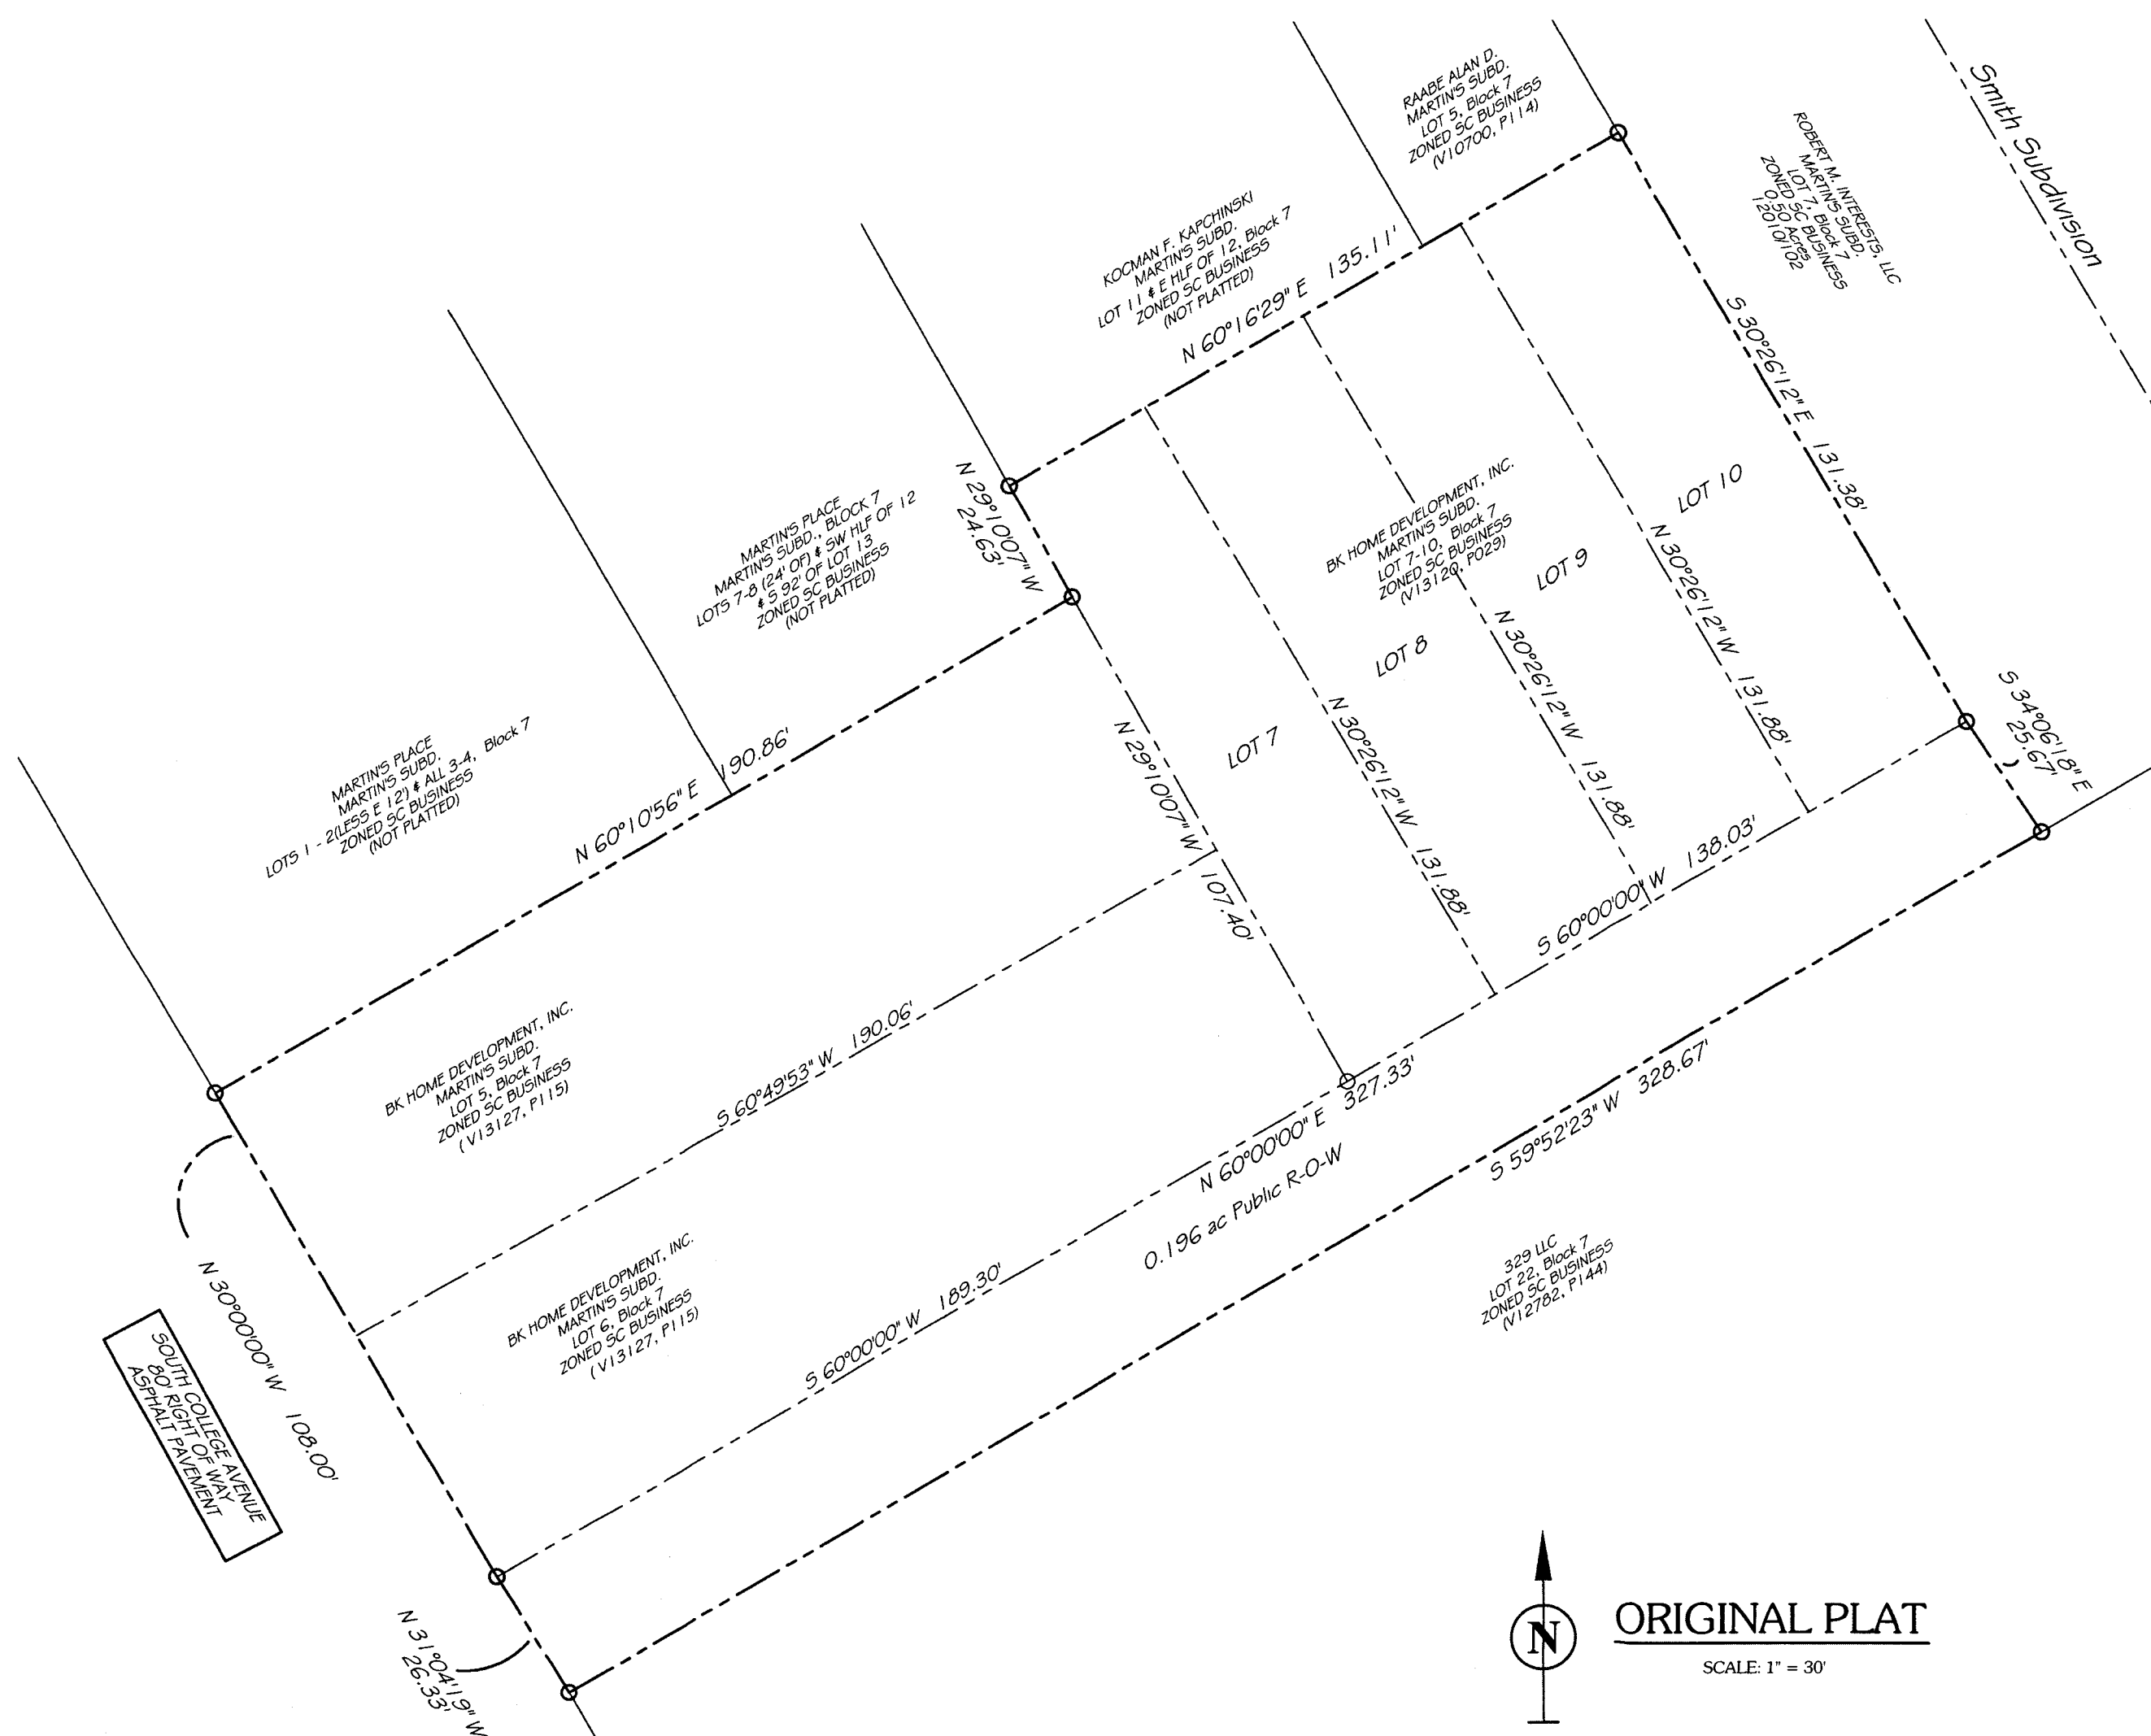 RAABE ALAN D.
MARTIN'S SUBD.
LOT 5, Block 7
ZONED SC BUSINESS
(V10700, P114)
Smith Subdivision
ROBERT M. INTERESTS, LLC
MARTIN'S SUBD.
LOT 7, Block 7
ZONED SC BUSINESS
0.50 Acres
12010/102
KOCMAN F. KAPCHINSKI
MARTIN'S SUBD.
LOT 11 & E HLF OF 12, Block 7
ZONED SC BUSINESS
(NOT PLATTED)
N 60°16'29" E 135.11'
S 30°26'12" E 131.38'
MARTIN'S PLACE
MARTIN'S SUBD., BLOCK 7
LOTS 7-8 (24' OF) & SW HLF OF 12
& S 92' OF LOT 13
ZONED SC BUSINESS
(NOT PLATTED)
N 29°10'07" W
24.63'
BK HOME DEVELOPMENT, INC.
MARTIN'S SUBD.
LOT 7-10, Block 7
ZONED SC BUSINESS
(V13120, P029)
LOT 10
LOT 9
LOT 8
LOT 7
N 30°26'12" W 131.88'
N 30°26'12" W 131.88'
N 30°26'12" W 131.88'
S 34°06'18" E
25.67'
MARTIN'S PLACE
MARTIN'S SUBD.
LOTS 1 - 2(LESS E 12') & ALL 3-4, Block 7
ZONED SC BUSINESS
(NOT PLATTED)
N 60°10'56" E 190.86'
N 29°10'07" W 107.40'
S 60°00'00" W 138.03'
BK HOME DEVELOPMENT, INC.
MARTIN'S SUBD.
LOT 5, Block 7
ZONED SC BUSINESS
(V13127, P115)
S 60°49'53" W 190.06'
N 60°00'00" E 327.33'
0.196 ac Public R-O-W
S 59°52'23" W 328.67'
BK HOME DEVELOPMENT, INC.
MARTIN'S SUBD.
LOT 6, Block 7
ZONED SC BUSINESS
(V13127, P115)
S 60°00'00" W 189.30'
329 LLC
LOT 22, Block 7
ZONED SC BUSINESS
(V12782, P144)
N 30°00'00" W 108.00'
SOUTH COLLEGE AVENUE
80' RIGHT OF WAY
ASPHALT PAVEMENT
N 31°04'19" W
26.33'
N
ORIGINAL PLAT
SCALE: 1" = 30'